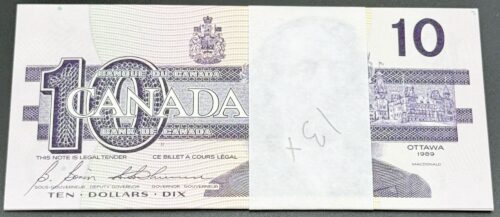 10
10
BANQUE DU CANADA
CANADA
BANK OF CANADA
THIS NOTE IS LEGAL TENDER CE BILLET A COURS LÉGAL
OTTAWA
1989
MACDONALD
SOUS-GOUVERNEUR DEPUTY GOVERNOR GOVERNOR GOUVERNEUR
TEN · DOLLARS · DIX